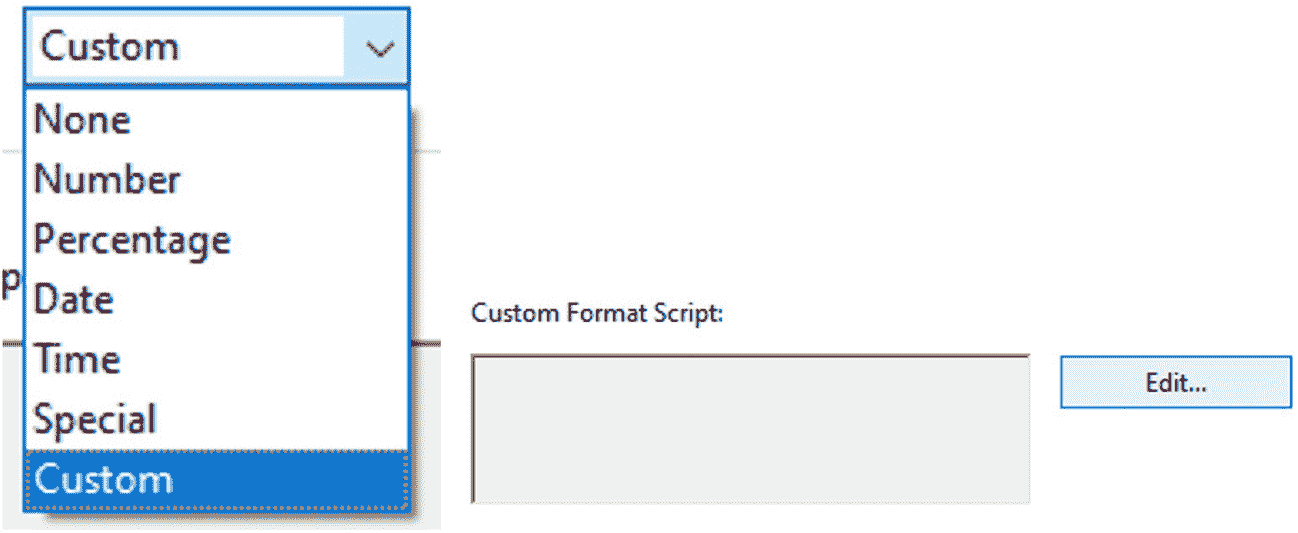 Custom
None
Number
Percentage
p
Date
Time
Special
Custom
Custom Format Script:
Edit...